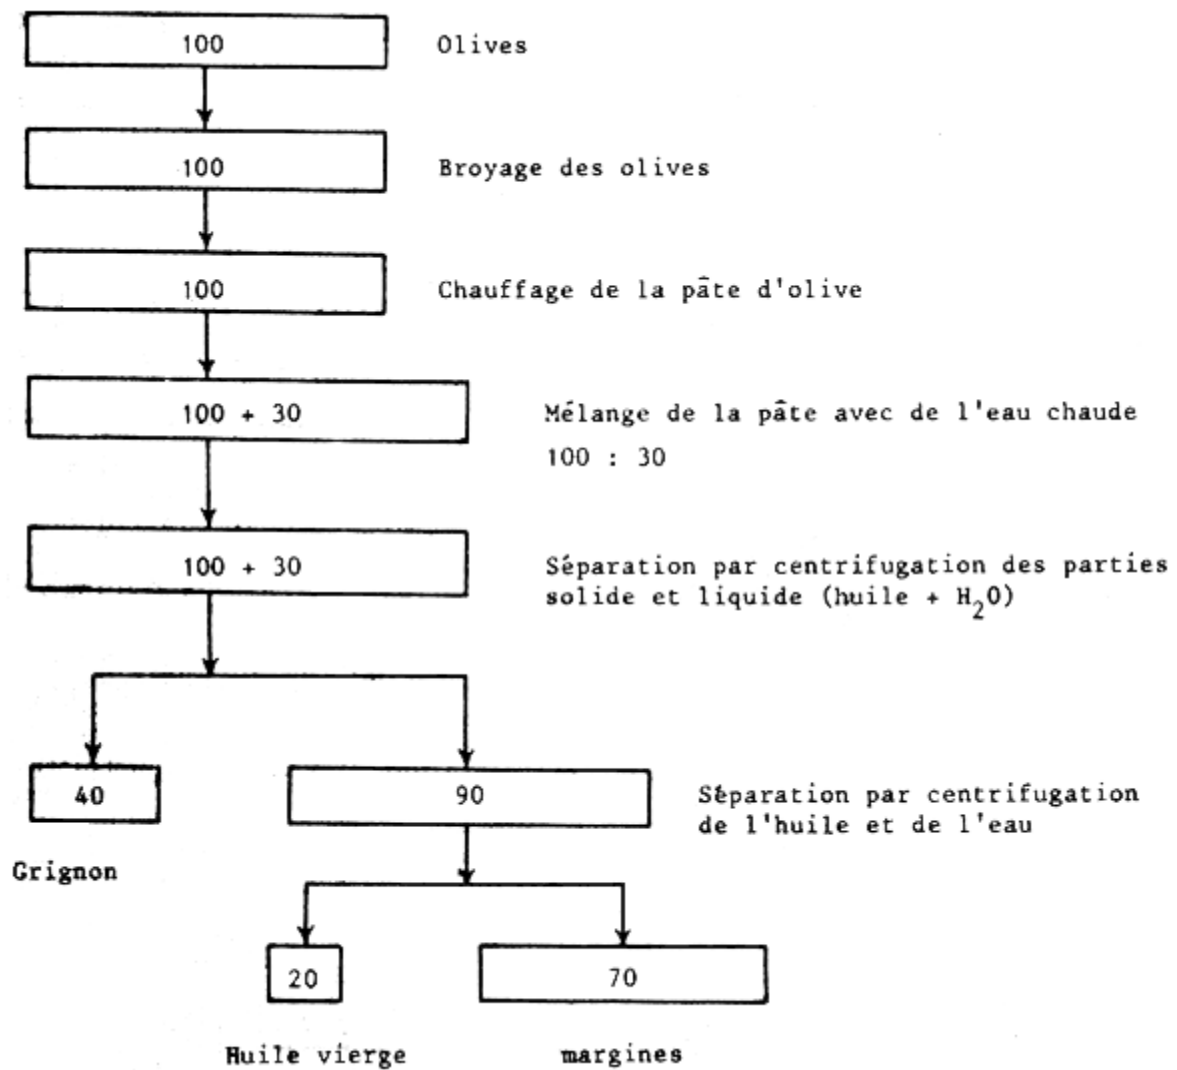 100 Olives
100 Broyage des olives
100 Chauffage de la pâte d'olive
100 + 30 Mélange de la pâte avec de l'eau chaude
100 : 30
100 + 30 Séparation par centrifugation des parties
solide et liquide (huile + H₂O)
40
90 Séparation par centrifugation
de l'huile et de l'eau
Grignon
20
70
Huile vierge
margines